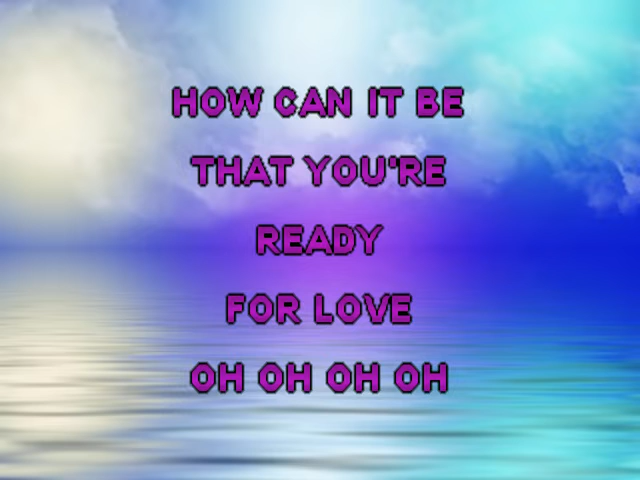 HOW CAN IT BE
THAT YOU'RE
READY
FOR LOVE
OH OH OH OH